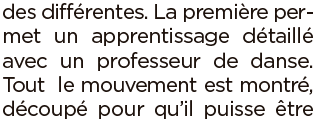 des différentes. La première per-
met un apprentissage détaillé
avec un professeur de danse.
Tout le mouvement est montré,
découpé pour qu'il puisse être